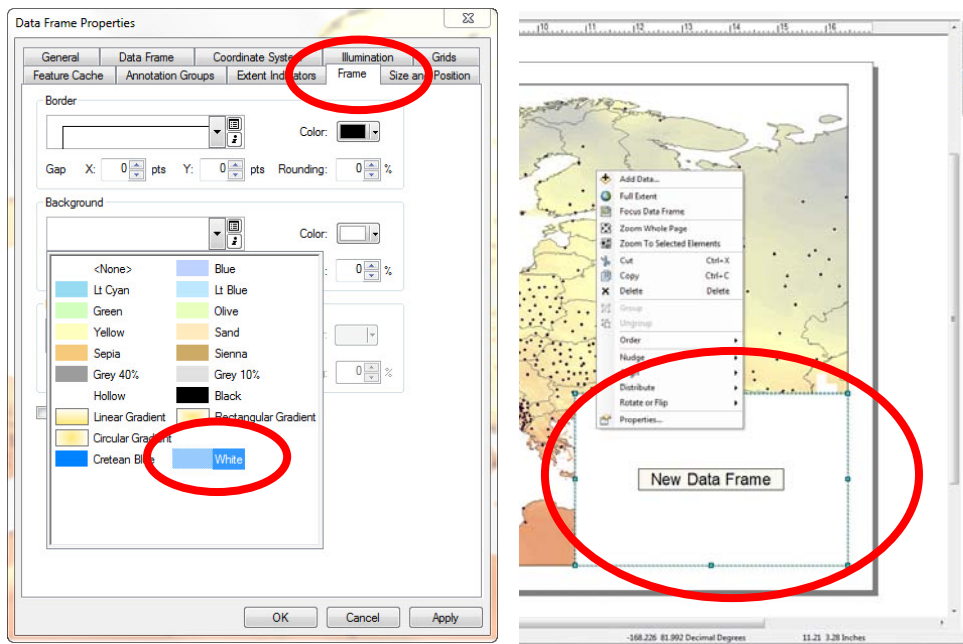 Data Frame Properties
General Data Frame Coordinate System Illumination Grids
Feature Cache Annotation Groups Extent Indicators Frame Size and Position
Border
Color:
Gap X: 0 pts Y: 0 pts Rounding: 0 %
Background
Color:
: 0 %
<None> Blue
Lt Cyan Lt Blue
Green Olive
Yellow Sand
Sepia Sienna
Grey 40% Grey 10%
Hollow Black
Linear Gradient Rectangular Gradient
Circular Gradient
Cretean Blue White
0 %
OK Cancel Apply
10 11 12 13 14 15 16
Add Data...
Full Extent
Focus Data Frame
Zoom Whole Page
Zoom To Selected Elements
Cut Ctrl+X
Copy Ctrl+C
Delete Delete
Group
Ungroup
Order
Nudge
Distribute
Rotate or Flip
Properties...
New Data Frame
-168.226 81.992 Decimal Degrees 11.21 3.28 Inches